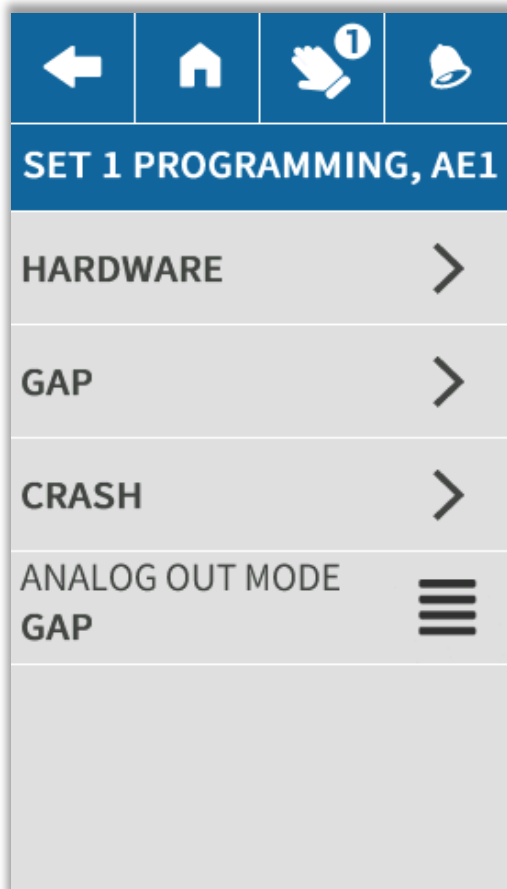 1
SET 1 PROGRAMMING, AE1
HARDWARE
GAP
CRASH
ANALOG OUT MODE
GAP